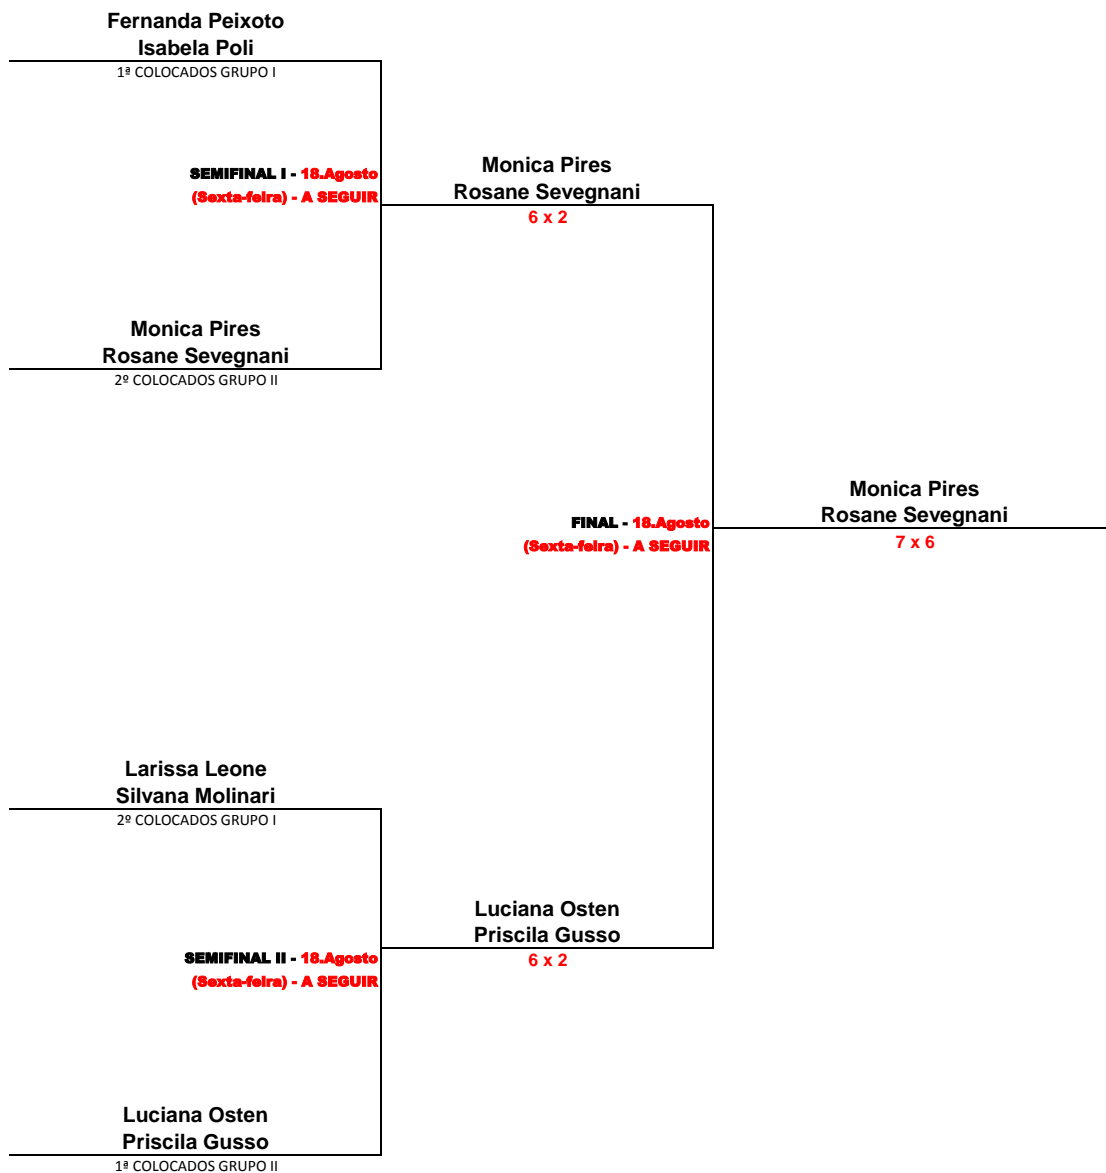 Fernanda Peixoto
Isabela Poli
1ª COLOCADOS GRUPO I
SEMIFINAL I - 18.Agosto
(Sexta-feira) - A SEGUIR
Monica Pires
Rosane Sevegnani
6 x 2
Monica Pires
Rosane Sevegnani
2º COLOCADOS GRUPO II
FINAL - 18.Agosto
(Sexta-feira) - A SEGUIR
Monica Pires
Rosane Sevegnani
7 x 6
Larissa Leone
Silvana Molinari
2º COLOCADOS GRUPO I
SEMIFINAL II - 18.Agosto
(Sexta-feira) - A SEGUIR
Luciana Osten
Priscila Gusso
6 x 2
Luciana Osten
Priscila Gusso
1ª COLOCADOS GRUPO II